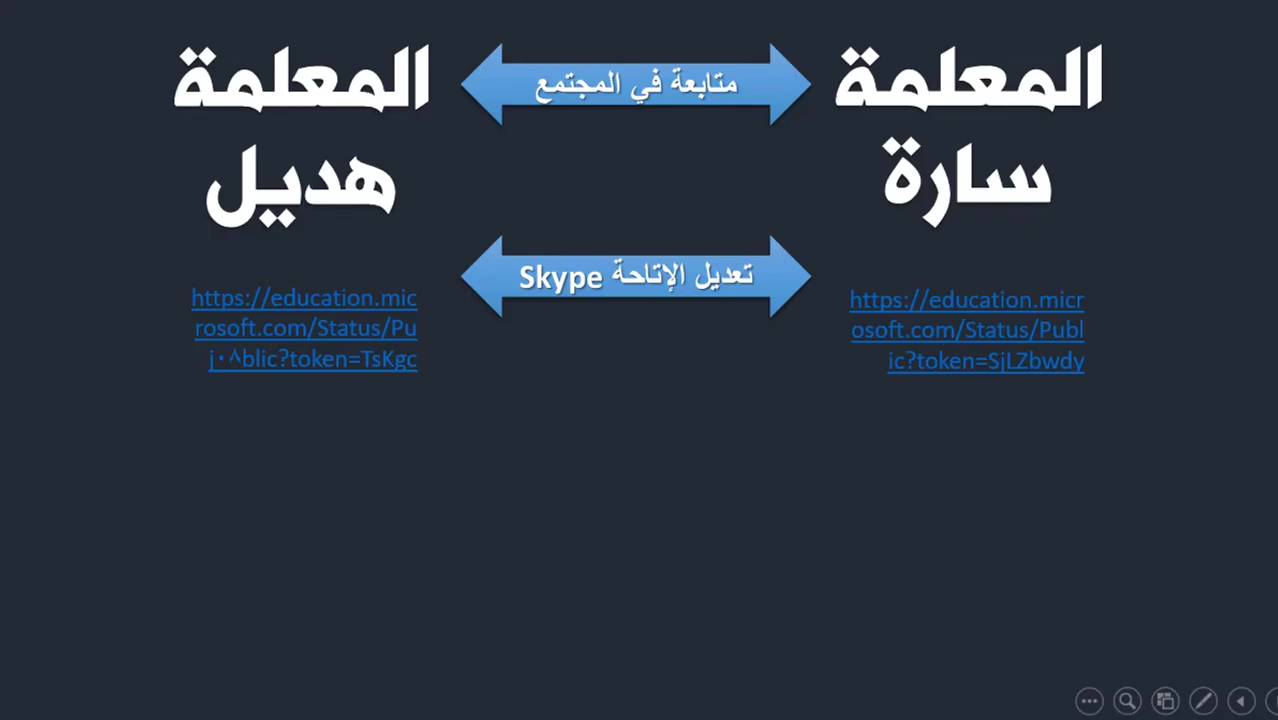 المعلمة
سارة
https://education.micr
osoft.com/Status/Publ
ic?token=SjLZbwdy
متابعة في المجتمع
تعديل الإتاحة Skype
المعلمة
هديل
https://education.mic
rosoft.com/Status/Pu
j٠٨blic?token=TsKgc